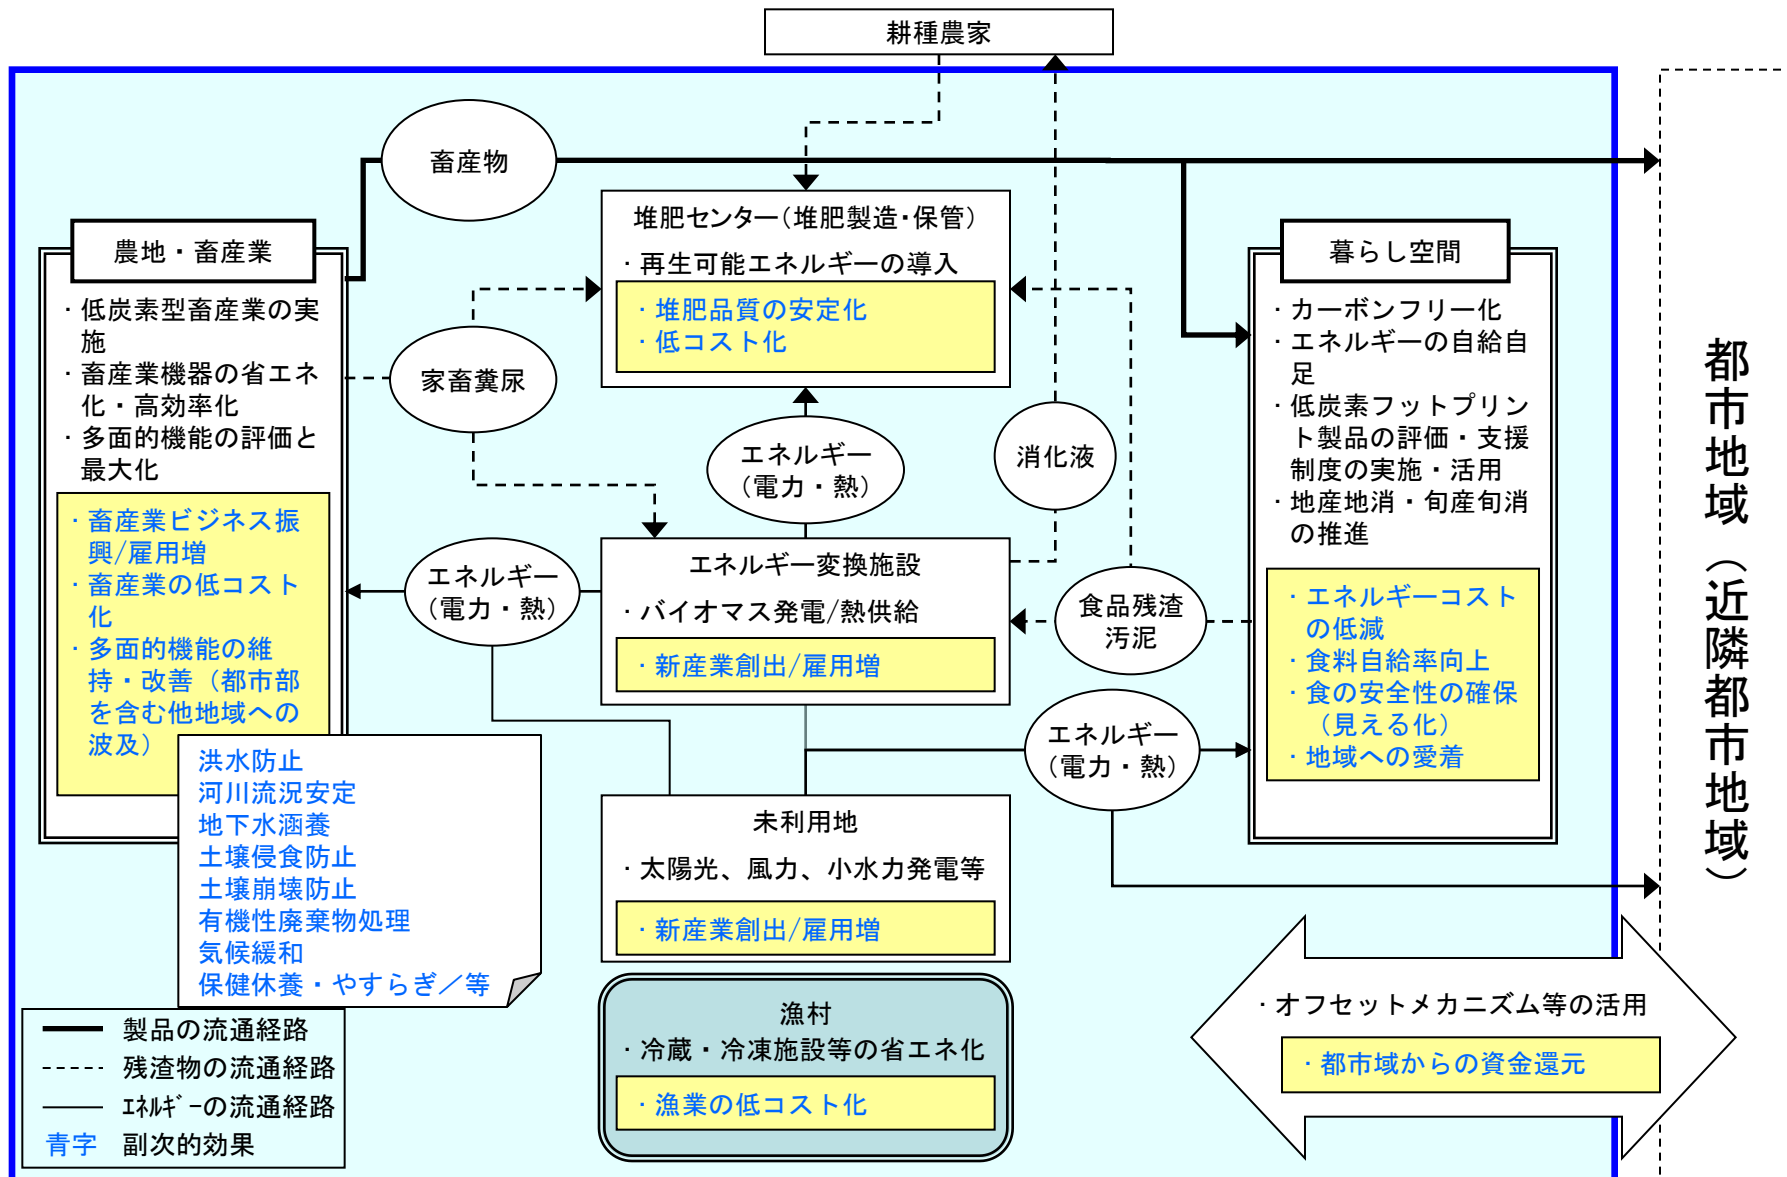 耕種農家
畜産物
農地・畜産業
・低炭素型畜産業の実
施
・畜産業機器の省エネ
化・高効率化
・多面的機能の評価と
最大化
・畜産業ビジネス振
興/雇用増
・畜産業の低コスト
化
・多面的機能の維
持・改善（都市部
を含む他地域への
波及）
洪水防止
河川流況安定
地下水涵養
土壌侵食防止
土壌崩壊防止
有機性廃棄物処理
気候緩和
保健休養・やすらぎ／等
家畜糞尿
堆肥センター（堆肥製造・保管）
・再生可能エネルギーの導入
・堆肥品質の安定化
・低コスト化
エネルギー
（電力・熱）
消化液
エネルギー
（電力・熱）
エネルギー変換施設
・バイオマス発電/熱供給
・新産業創出/雇用増
食品残渣
汚泥
エネルギー
（電力・熱）
未利用地
・太陽光、風力、小水力発電等
・新産業創出/雇用増
漁村
・冷蔵・冷凍施設等の省エネ化
・漁業の低コスト化
暮らし空間
・カーボンフリー化
・エネルギーの自給自
足
・低炭素フットプリン
ト製品の評価・支援
制度の実施・活用
・地産地消・旬産旬消
の推進
・エネルギーコスト
の低減
・食料自給率向上
・食の安全性の確保
（見える化）
・地域への愛着
都市地域（近隣都市地域）
・オフセットメカニズム等の活用
・都市域からの資金還元
製品の流通経路
残渣物の流通経路
ｴﾈﾙｷﾞｰの流通経路
青字 副次的効果